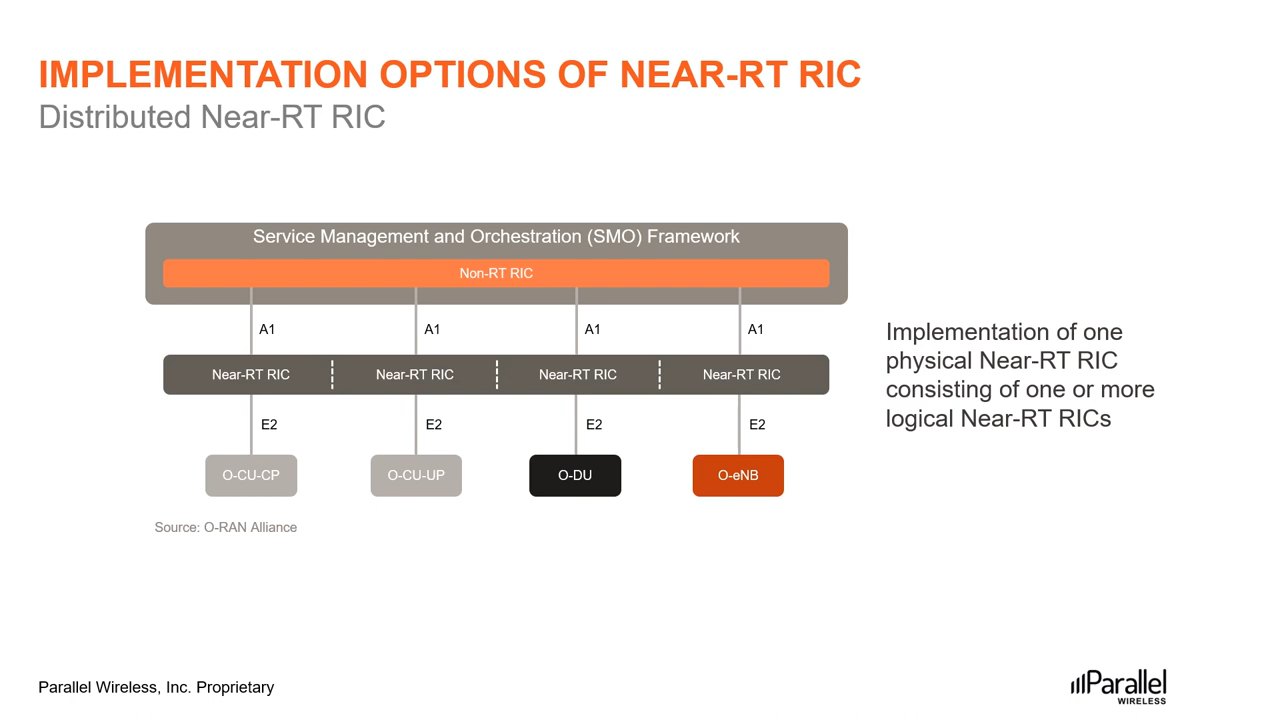 IMPLEMENTATION OPTIONS OF NEAR-RT RIC
Distributed Near-RT RIC
Service Management and Orchestration (SMO) Framework
Non-RT RIC
A1 A1 A1 A1
Near-RT RIC Near-RT RIC Near-RT RIC Near-RT RIC
E2 E2 E2 E2
O-CU-CP O-CU-UP O-DU O-eNB
Source: O-RAN Alliance
Implementation of one
physical Near-RT RIC
consisting of one or more
logical Near-RT RICs
Parallel Wireless, Inc. Proprietary
Parallel
WIRELESS